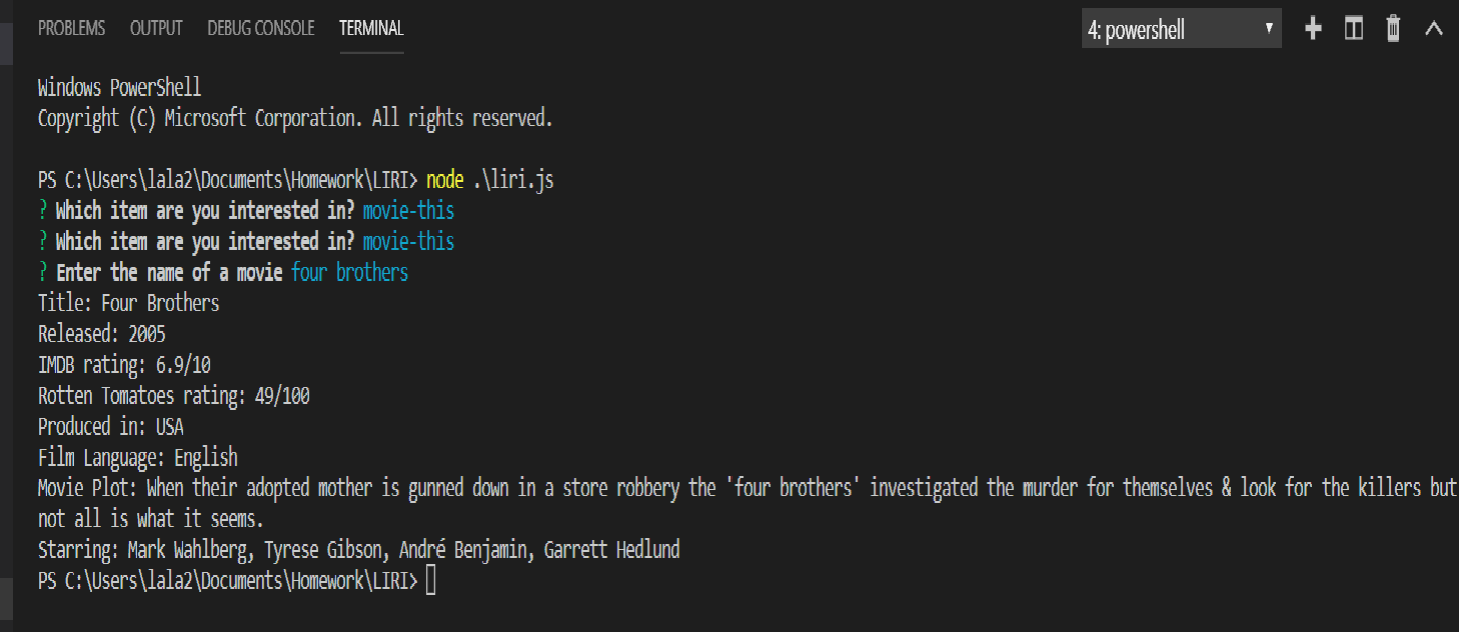 PROBLEMS OUTPUT DEBUG CONSOLE TERMINAL 4: powershell
Windows PowerShell
Copyright (C) Microsoft Corporation. All rights reserved.
PS C:\Users\lala2\Documents\Homework\LIRI> node .\liri.js
? Which item are you interested in? movie-this
? Which item are you interested in? movie-this
? Enter the name of a movie four brothers
Title: Four Brothers
Released: 2005
IMDB rating: 6.9/10
Rotten Tomatoes rating: 49/100
Produced in: USA
Film Language: English
Movie Plot: When their adopted mother is gunned down in a store robbery the 'four brothers' investigated the murder for themselves & look for the killers but
not all is what it seems.
Starring: Mark Wahlberg, Tyrese Gibson, André Benjamin, Garrett Hedlund
PS C:\Users\lala2\Documents\Homework\LIRI>